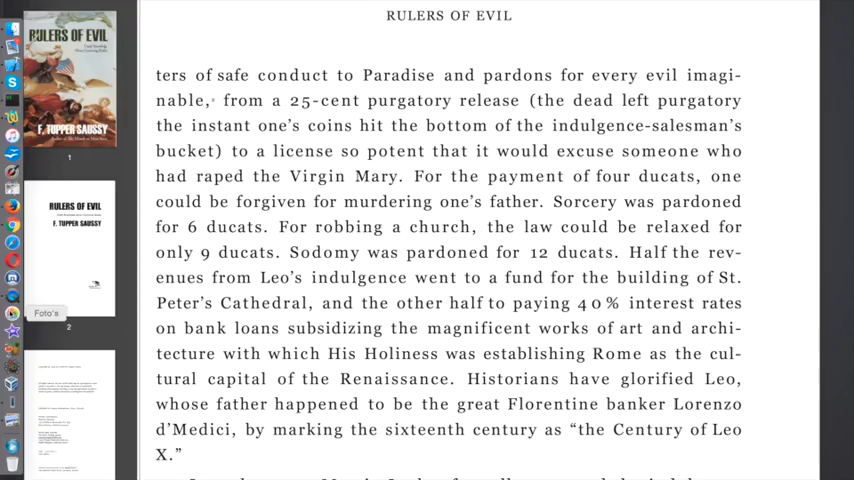 RULERS OF EVIL
ters of safe conduct to Paradise and pardons for every evil imagi-
nable, from a 25-cent purgatory release (the dead left purgatory
the instant one's coins hit the bottom of the indulgence-salesman's
bucket) to a license so potent that it would excuse someone who
had raped the Virgin Mary. For the payment of four ducats, one
could be forgiven for murdering one's father. Sorcery was pardoned
for 6 ducats. For robbing a church, the law could be relaxed for
only 9 ducats. Sodomy was pardoned for 12 ducats. Half the rev-
enues from Leo's indulgence went to a fund for the building of St.
Peter's Cathedral, and the other half to paying 40% interest rates
on bank loans subsidizing the magnificent works of art and archi-
tecture with which His Holiness was establishing Rome as the cul-
tural capital of the Renaissance. Historians have glorified Leo,
whose father happened to be the great Florentine banker Lorenzo
d'Medici, by marking the sixteenth century as “the Century of Leo
X.”
RULERS OF EVIL
F. TUPPER SAUSSY
1
RULERS OF EVIL
F. TUPPER SAUSSY
2
Foto's